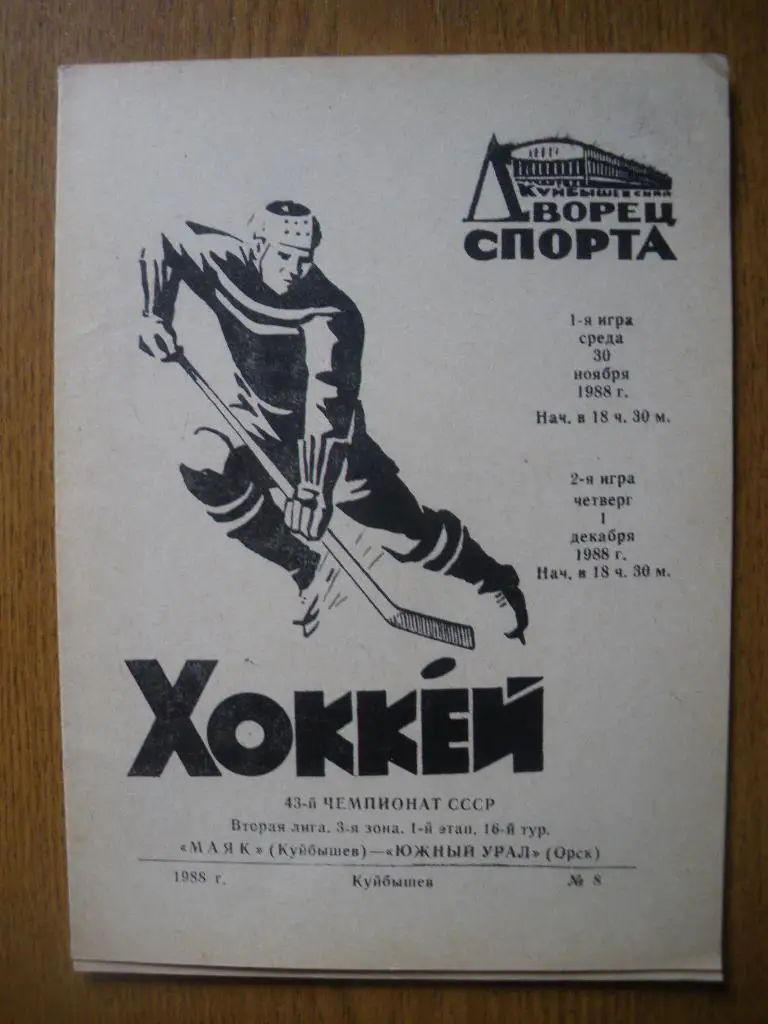 КУЙБЫШЕВСКИЙ
ДВОРЕЦ
СПОРТА
1-я игра
среда
30
ноября
1988 г.
Нач. в 18 ч. 30 м.
2-я игра
четверг
1
декабря
1988 г.
Нач. в 18 ч. 30 м.
ХОККЕЙ
43-й ЧЕМПИОНАТ СССР
Вторая лига, 3-я зона, 1-й этап, 16-й тур.
«МАЯК» (Куйбышев)—«ЮЖНЫЙ УРАЛ» (Орск)
1988 г. Куйбышев № 8